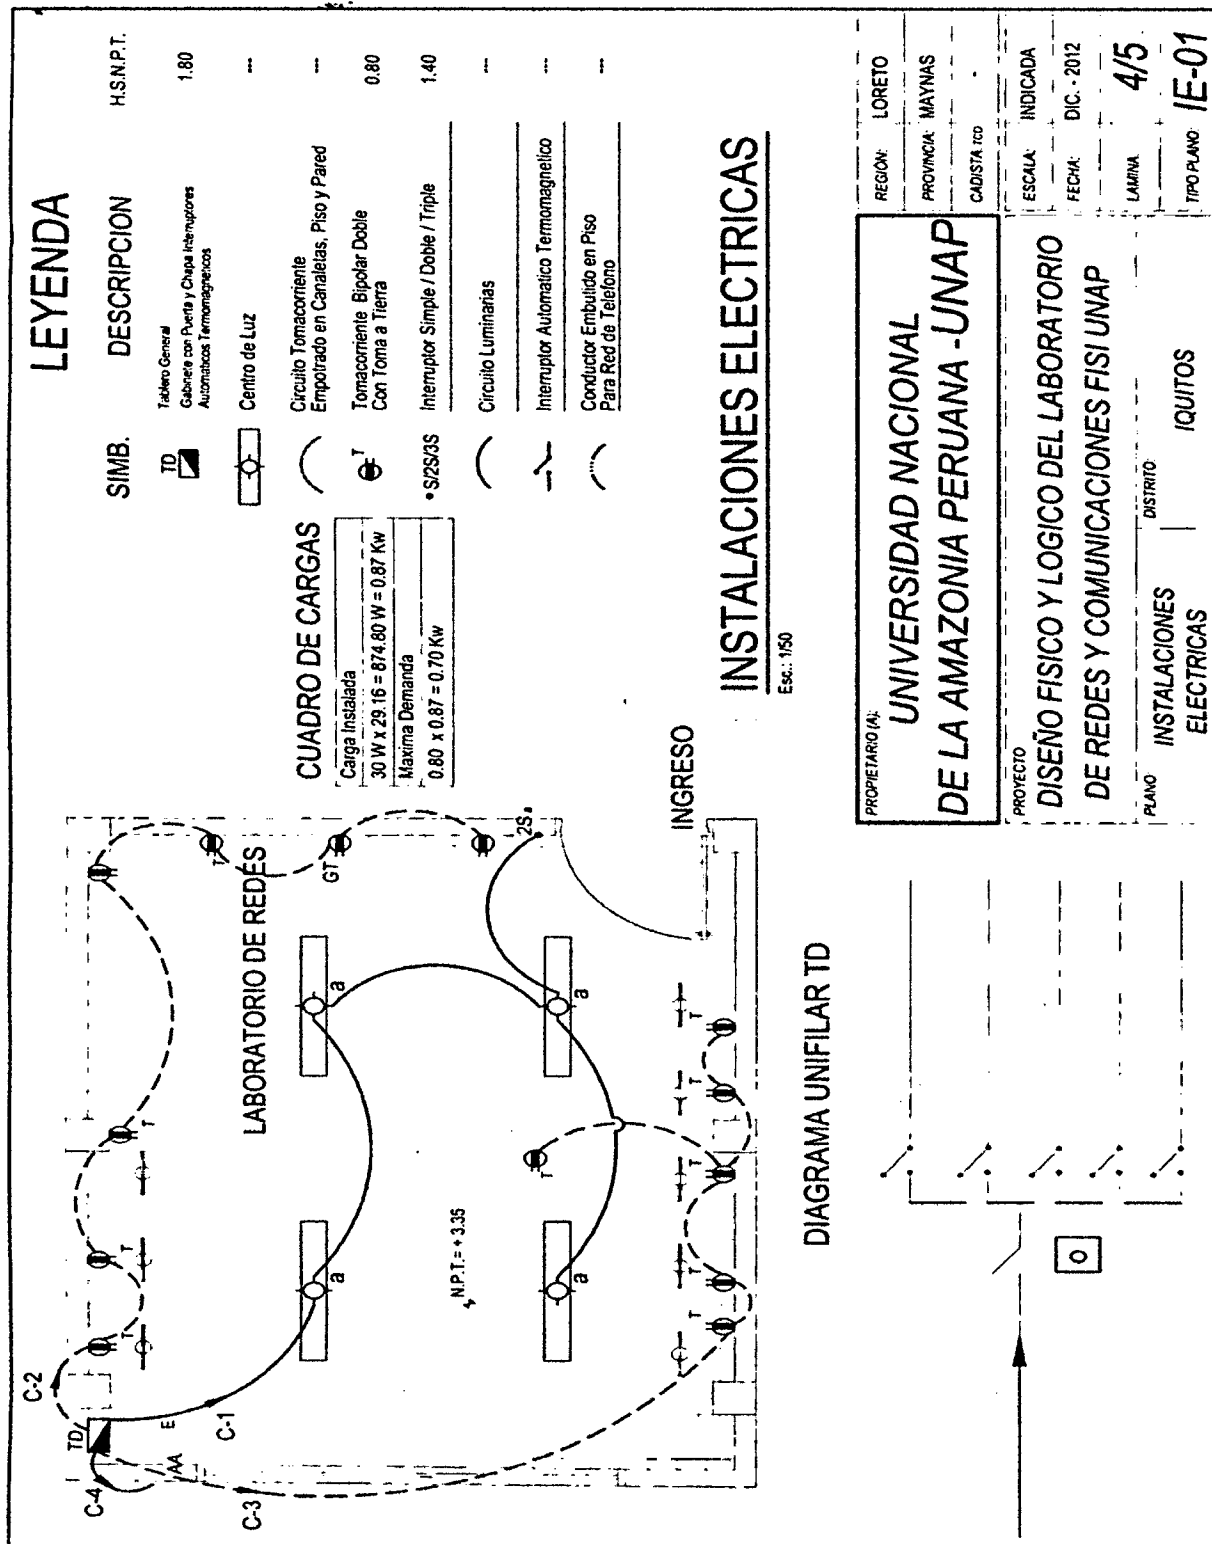 LEYENDA
SIMB. DESCRIPCION H.S.N.P.T.
TD Tablero General 1.80
Gabinete con Puerta y Chapa Interruptores
Automaticos Termomagneticos
Centro de Luz ---
Circuito Tomacorriente ---
Empotrado en Canaletas, Piso y Pared
T Tomacorriente Bipolar Doble 0.80
Con Toma a Tierra
S/2S/3S Interruptor Simple / Doble / Triple 1.40
Circuito Luminarias ---
Interruptor Automatico Termomagnetico ---
Conductor Embutido en Piso ---
Para Red de Telefono
CUADRO DE CARGAS
Carga Instalada
30 W x 29.16 = 874.80 W = 0.87 Kw
Maxima Demanda
0.80 x 0.87 = 0.70 Kw
C-4
TD
C-2
AA
E
C-1
C-3
T
T
T
T
GT
LABORATORIO DE REDES
a
a
a
a
N.P.T.= + 3.35
T
T
T
T
T
T
2S a
INGRESO
INSTALACIONES ELECTRICAS
Esc.: 1/50
DIAGRAMA UNIFILAR TD
PROPIETARIO (A):
UNIVERSIDAD NACIONAL
DE LA AMAZONIA PERUANA -UNAP
REGIÓN: LORETO
PROVINCIA: MAYNAS
CADISTA: TCD
PROYECTO
DISEÑO FISICO Y LOGICO DEL LABORATORIO
DE REDES Y COMUNICACIONES FISI UNAP
ESCALA: INDICADA
FECHA: DIC. - 2012
LAMINA 4/5
PLANO
INSTALACIONES
ELECTRICAS
DISTRITO:
IQUITOS
TIPO PLANO: IE-01